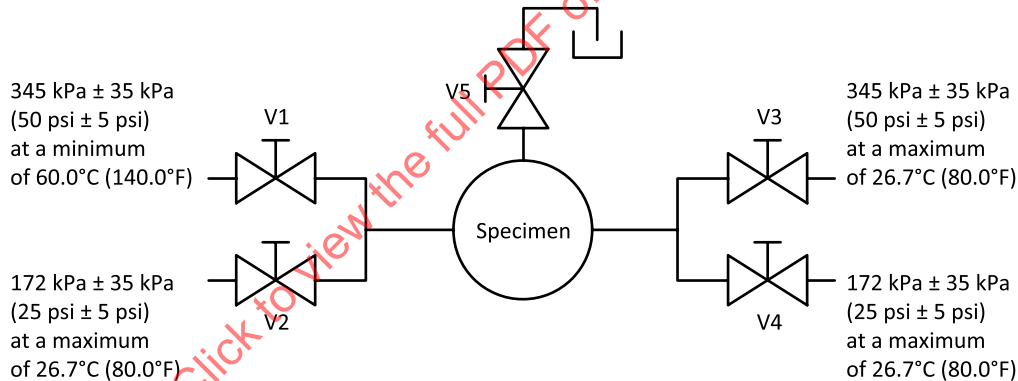 345 kPa ± 35 kPa
(50 psi ± 5 psi)
at a minimum
of 60.0°C (140.0°F)
V1
V5
V3
345 kPa ± 35 kPa
(50 psi ± 5 psi)
at a maximum
of 26.7°C (80.0°F)
Specimen
172 kPa ± 35 kPa
(25 psi ± 5 psi)
at a maximum
of 26.7°C (80.0°F)
V2
V4
172 kPa ± 35 kPa
(25 psi ± 5 psi)
at a maximum
of 26.7°C (80.0°F)
Click to view the full PDF of